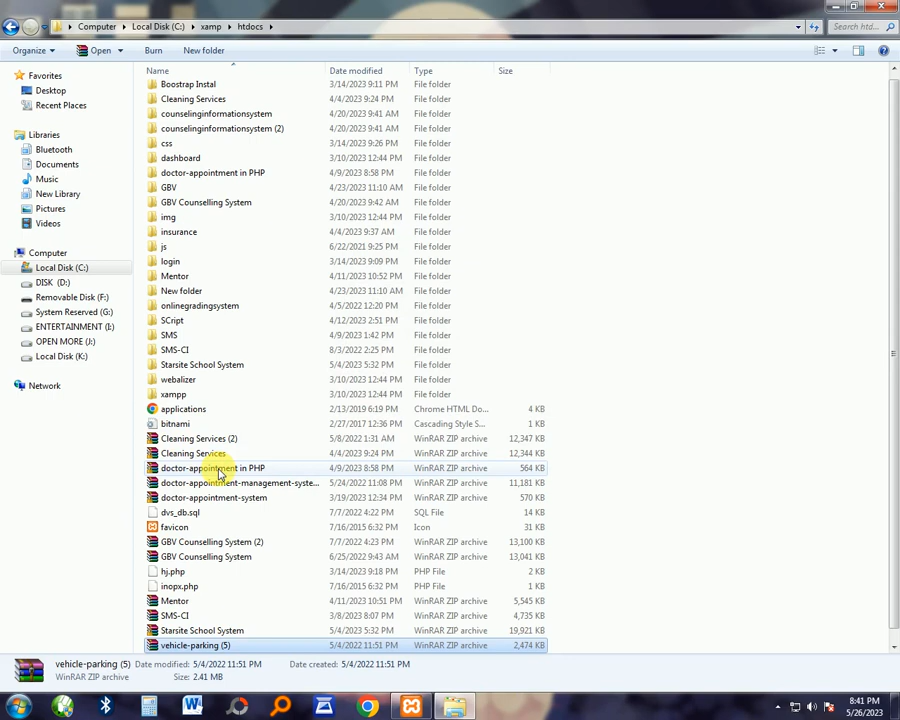 Computer ▸ Local Disk (C:) ▸ xamp ▸ htdocs ▸
Search htd...
Organize ▾ Open ▾ Burn New folder
Name Date modified Type Size
Favorites
Desktop
Recent Places
Libraries
Bluetooth
Documents
Music
New Library
Pictures
Videos
Computer
Local Disk (C:)
DISK (D:)
Removable Disk (F:)
System Reserved (G:)
ENTERTAINMENT (I:)
OPEN MORE (J:)
Local Disk (K:)
Network
Boostrap Instal 3/14/2023 9:11 PM File folder
Cleaning Services 4/4/2023 9:24 PM File folder
counselinginformationsystem 4/20/2023 9:41 AM File folder
counselinginformationsystem (2) 4/20/2023 9:41 AM File folder
css 3/14/2023 9:26 PM File folder
dashboard 3/10/2023 12:44 PM File folder
doctor-appointment in PHP 4/9/2023 8:58 PM File folder
GBV 4/23/2023 11:10 AM File folder
GBV Counselling System 4/20/2023 9:42 AM File folder
img 3/10/2023 12:44 PM File folder
insurance 4/4/2023 9:37 AM File folder
js 6/22/2021 9:25 PM File folder
login 3/14/2023 9:09 PM File folder
Mentor 4/11/2023 10:52 PM File folder
New folder 4/23/2023 11:10 AM File folder
onlinegradingsystem 4/5/2022 12:20 PM File folder
SCript 4/12/2023 2:51 PM File folder
SMS 4/9/2023 1:42 PM File folder
SMS-CI 8/3/2022 2:25 PM File folder
Starsite School System 5/4/2023 5:32 PM File folder
webalizer 3/10/2023 12:44 PM File folder
xampp 3/10/2023 12:44 PM File folder
applications 2/13/2019 6:19 PM Chrome HTML Do... 4 KB
bitnami 2/27/2017 12:36 PM Cascading Style S... 1 KB
Cleaning Services (2) 5/8/2022 1:31 AM WinRAR ZIP archive 12,347 KB
Cleaning Services 4/4/2023 9:24 PM WinRAR ZIP archive 12,344 KB
doctor-appointment in PHP 4/9/2023 8:58 PM WinRAR ZIP archive 564 KB
doctor-appointment-management-syste... 5/24/2022 11:08 PM WinRAR ZIP archive 11,181 KB
doctor-appointment-system 3/19/2023 12:34 PM WinRAR ZIP archive 570 KB
dvs_db.sql 7/7/2022 4:22 PM SQL File 14 KB
favicon 7/16/2015 6:32 PM Icon 31 KB
GBV Counselling System (2) 7/7/2022 4:23 PM WinRAR ZIP archive 13,100 KB
GBV Counselling System 6/25/2022 9:43 AM WinRAR ZIP archive 13,041 KB
hj.php 3/14/2023 9:18 PM PHP File 2 KB
inopx.php 7/16/2015 6:32 PM PHP File 1 KB
Mentor 4/11/2023 10:51 PM WinRAR ZIP archive 5,545 KB
SMS-CI 3/8/2023 8:07 PM WinRAR ZIP archive 4,735 KB
Starsite School System 5/4/2023 5:32 PM WinRAR ZIP archive 19,921 KB
vehicle-parking (5) 5/4/2022 11:51 PM WinRAR ZIP archive 2,474 KB
vehicle-parking (5) Date modified: 5/4/2022 11:51 PM Date created: 5/4/2022 11:51 PM
WinRAR ZIP archive Size: 2.41 MB
8:41 PM
5/26/2023